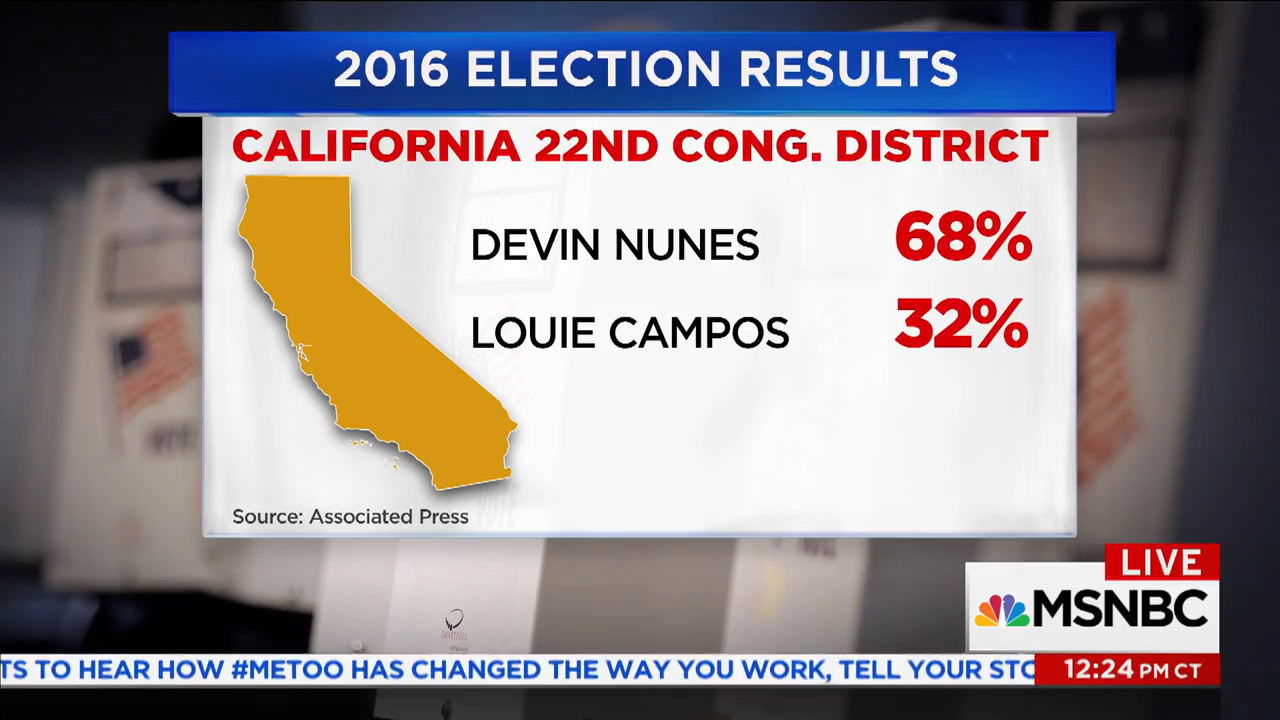 2016 ELECTION RESULTS
CALIFORNIA 22ND CONG. DISTRICT
DEVIN NUNES 68%
LOUIE CAMPOS 32%
Source: Associated Press
LIVE
MSNBC
TS TO HEAR HOW #METOO HAS CHANGED THE WAY YOU WORK, TELL YOUR STO
12:24 PM CT